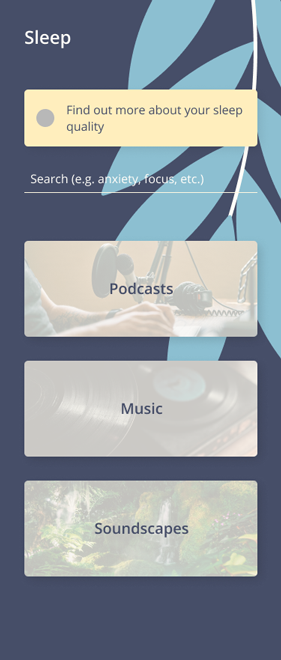 Sleep
Find out more about your sleep
quality
Search (e.g. anxiety, focus, etc.)
Podcasts
Music
Soundscapes